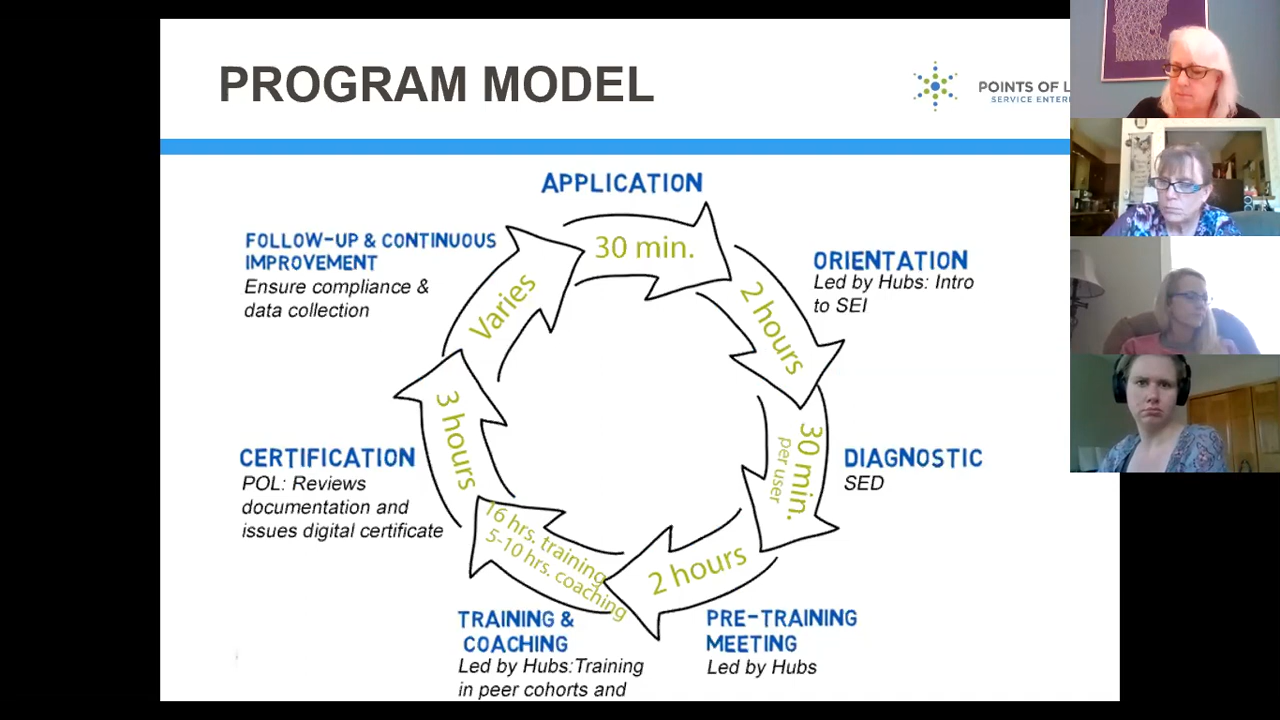 PROGRAM MODEL
POINTS OF L
SERVICE ENTER
APPLICATION
30 min.
ORIENTATION
Led by Hubs: Intro
to SEI
2 hours
DIAGNOSTIC
SED
30 min.
per user
PRE-TRAINING
MEETING
Led by Hubs
2 hours
TRAINING &
COACHING
Led by Hubs:Training
in peer cohorts and
16 hrs. training
5-10 hrs. coaching
CERTIFICATION
POL: Reviews
documentation and
issues digital certificate
3 hours
FOLLOW-UP & CONTINUOUS
IMPROVEMENT
Ensure compliance &
data collection
Varies